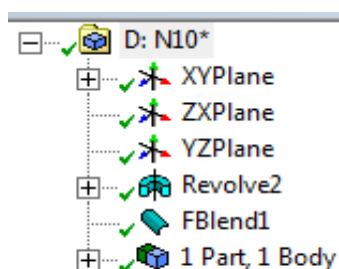 D: N10*
XYPlane
ZXPlane
YZPlane
Revolve2
FBlend1
1 Part, 1 Body